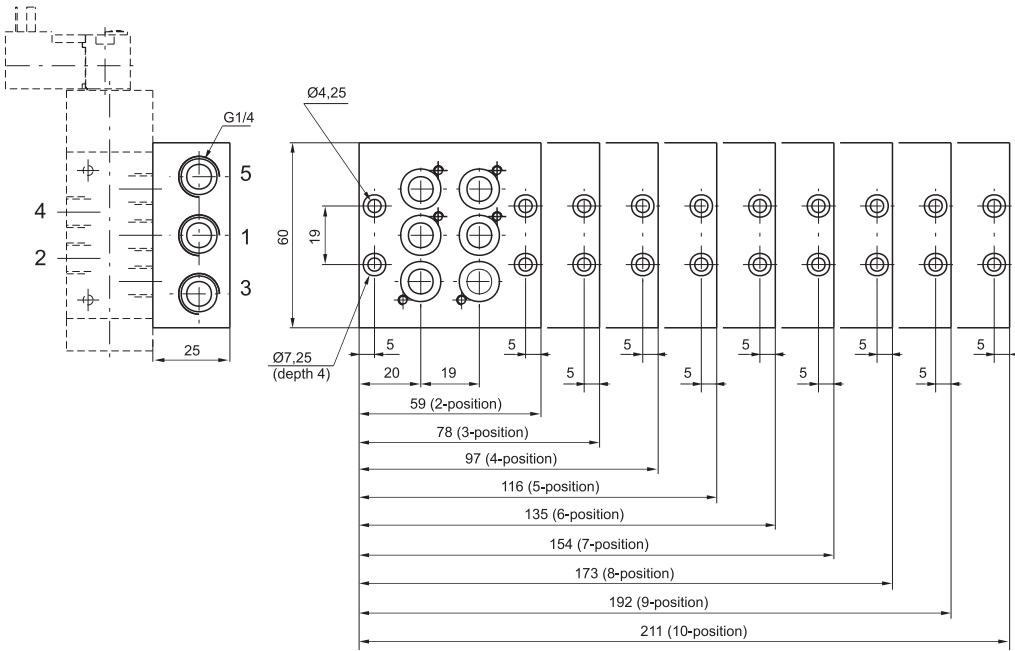 Ø4,25
G1/4
5
4
1
2
3
60
19
25
Ø7,25
(depth 4)
5
5
5
5
5
5
5
5
5
5
20
19
59 (2-position)
78 (3-position)
97 (4-position)
116 (5-position)
135 (6-position)
154 (7-position)
173 (8-position)
192 (9-position)
211 (10-position)